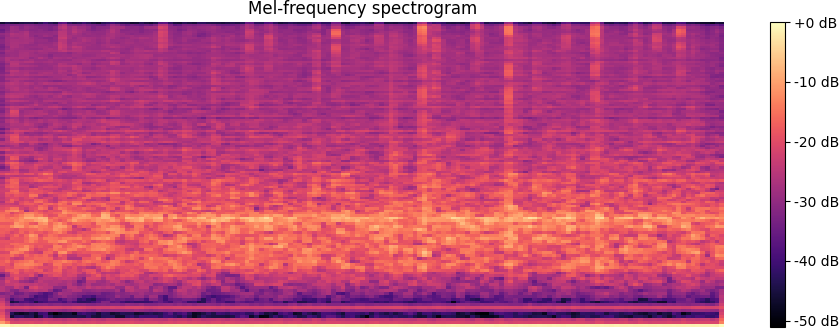 Mel-frequency spectrogram
+0 dB
-10 dB
-20 dB
-30 dB
-40 dB
-50 dB